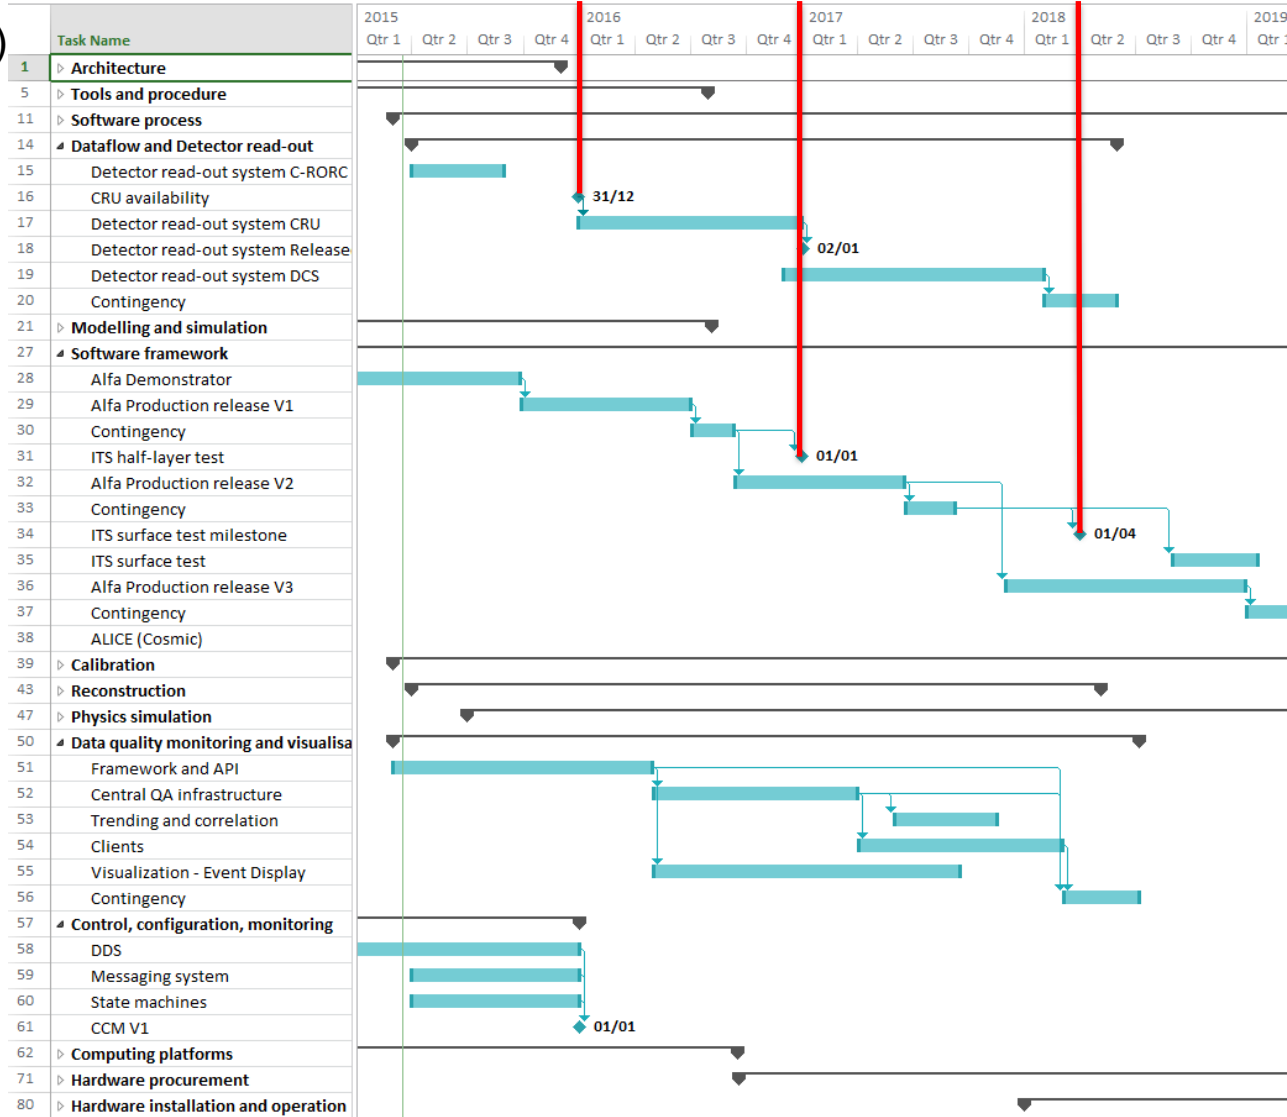 2015 2016 2017 2018 2019
Task Name Qtr 1 Qtr 2 Qtr 3 Qtr 4 Qtr 1 Qtr 2 Qtr 3 Qtr 4 Qtr 1 Qtr 2 Qtr 3 Qtr 4 Qtr 1 Qtr 2 Qtr 3 Qtr 4 Qtr 1
)
1 Architecture
5 Tools and procedure
11 Software process
14 Dataflow and Detector read-out
15 Detector read-out system C-RORC
16 CRU availability 31/12
17 Detector read-out system CRU
18 Detector read-out system Release 02/01
19 Detector read-out system DCS
20 Contingency
21 Modelling and simulation
27 Software framework
28 Alfa Demonstrator
29 Alfa Production release V1
30 Contingency
31 ITS half-layer test 01/01
32 Alfa Production release V2
33 Contingency
34 ITS surface test milestone 01/04
35 ITS surface test
36 Alfa Production release V3
37 Contingency
38 ALICE (Cosmic)
39 Calibration
43 Reconstruction
47 Physics simulation
50 Data quality monitoring and visualisa
51 Framework and API
52 Central QA infrastructure
53 Trending and correlation
54 Clients
55 Visualization - Event Display
56 Contingency
57 Control, configuration, monitoring
58 DDS
59 Messaging system
60 State machines
61 CCM V1 01/01
62 Computing platforms
71 Hardware procurement
80 Hardware installation and operation